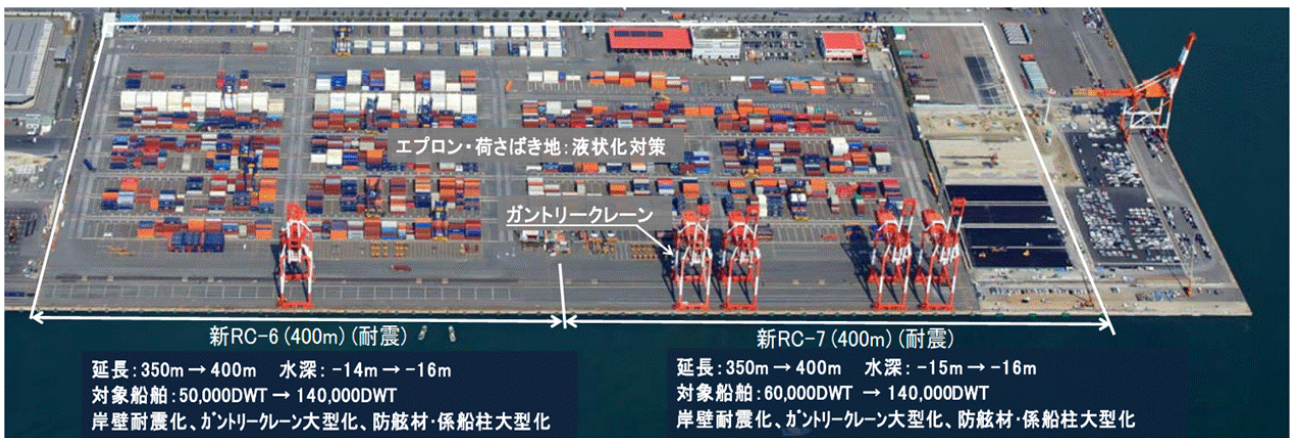 エプロン・荷さばき地：液状化対策
ガントリークレーン
新RC-6（400m）（耐震）
延長：350m→400m　水深：-14m→-16m
対象船舶：50,000DWT → 140,000DWT
岸壁耐震化、ガントリークレーン大型化、防舷材・係船柱大型化
新RC-7（400m）（耐震）
延長：350m→400m　水深：-15m→-16m
対象船舶：60,000DWT → 140,000DWT
岸壁耐震化、ガントリークレーン大型化、防舷材・係船柱大型化